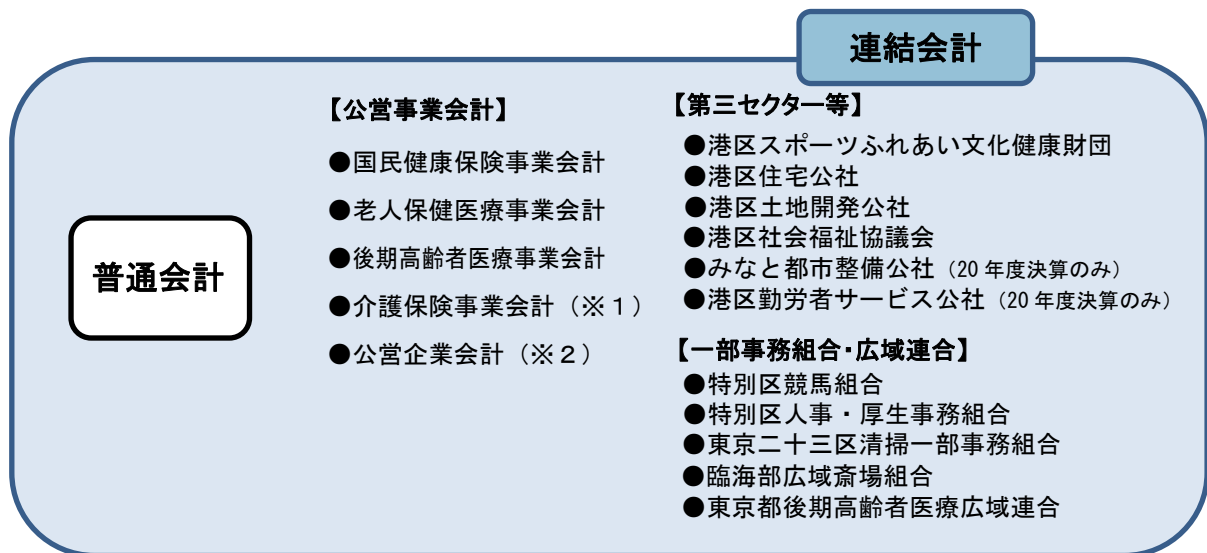 連結会計
普通会計
【公営事業会計】
●国民健康保険事業会計
●老人保健医療事業会計
●後期高齢者医療事業会計
●介護保険事業会計（※１）
●公営企業会計（※２）
【第三セクター等】
●港区スポーツふれあい文化健康財団
●港区住宅公社
●港区土地開発公社
●港区社会福祉協議会
●みなと都市整備公社（20年度決算のみ）
●港区勤労者サービス公社（20年度決算のみ）
【一部事務組合・広域連合】
●特別区競馬組合
●特別区人事・厚生事務組合
●東京二十三区清掃一部事務組合
●臨海部広域斎場組合
●東京都後期高齢者医療広域連合